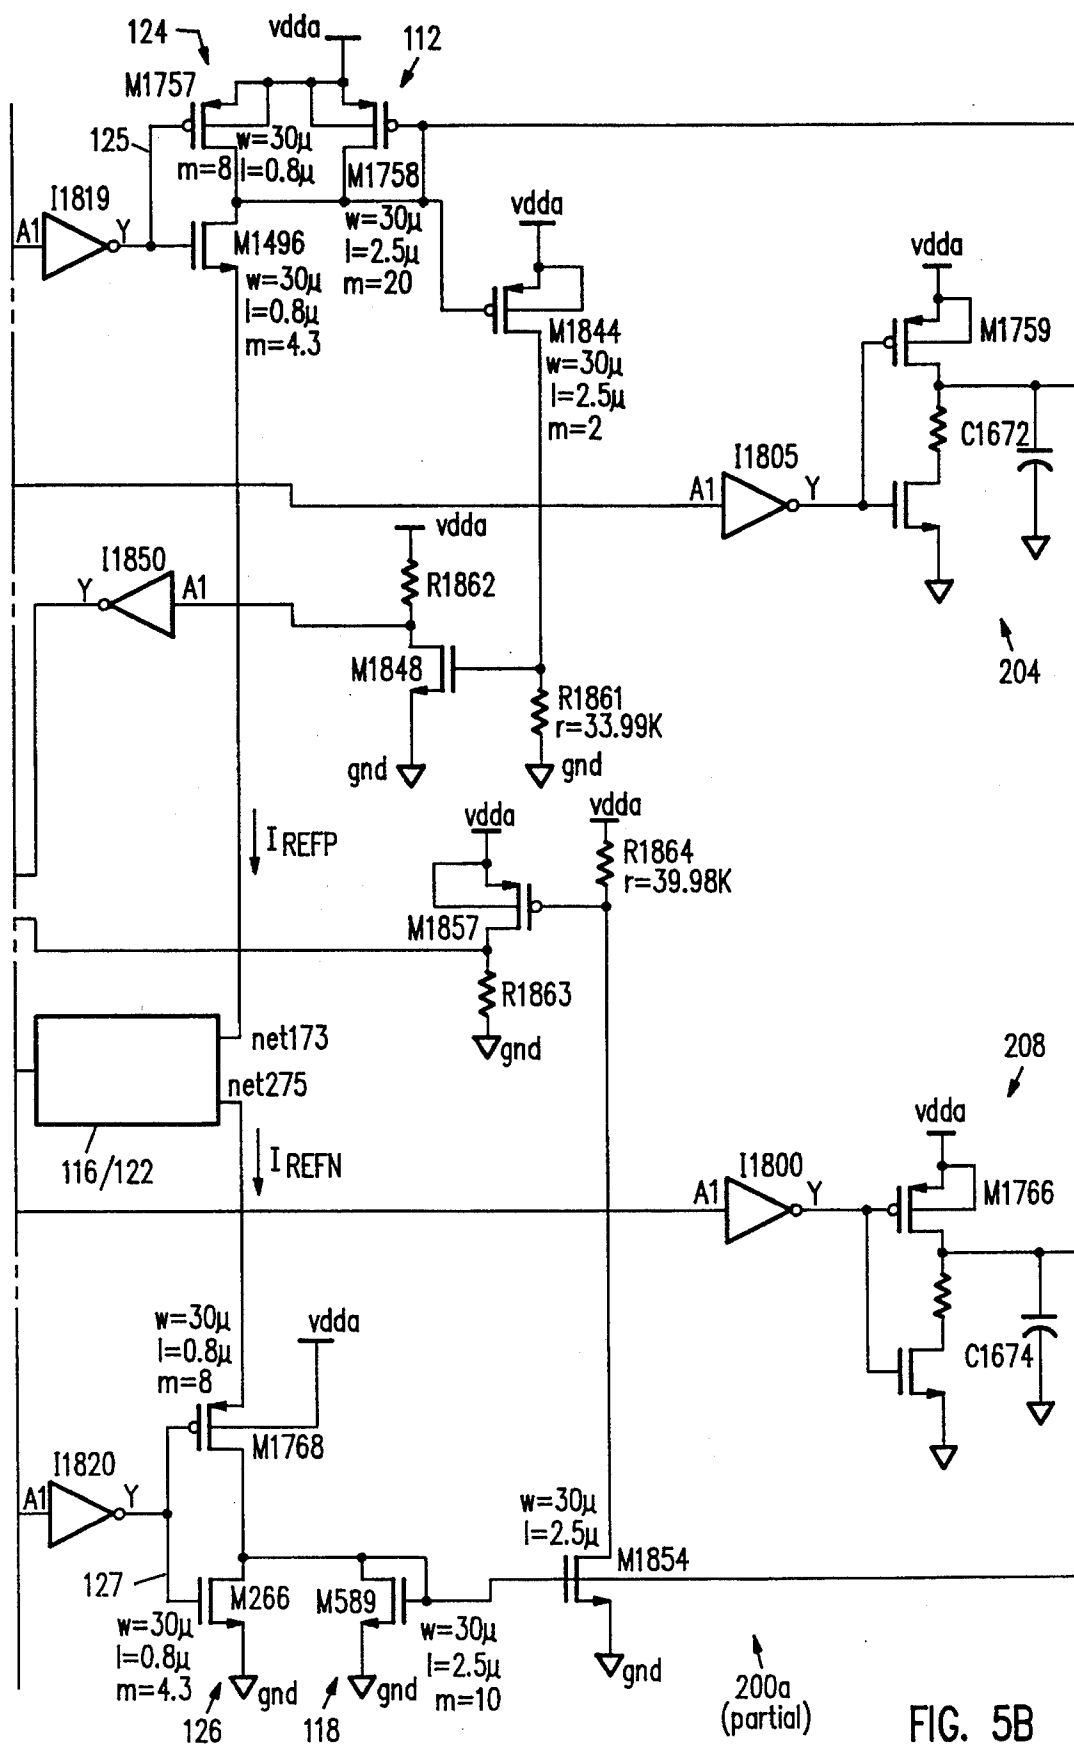 124
vdda
112
M1757
125
w=30µ
m=8 l=0.8µ
M1758
I1819
A1
Y
M1496
w=30µ
l=0.8µ
m=4.3
w=30µ
l=2.5µ
m=20
vdda
M1844
w=30µ
l=2.5µ
m=2
vdda
M1759
C1672
I1805
A1
Y
204
vdda
I1850
Y
A1
R1862
M1848
R1861
r=33.99K
gnd
gnd
I REFP
vdda
vdda
R1864
r=39.98K
M1857
R1863
gnd
net173
net275
116/122
I REFN
208
vdda
I1800
A1
Y
M1766
C1674
w=30µ
l=0.8µ
m=8
vdda
M1768
I1820
A1
Y
127
M266
w=30µ
l=0.8µ
m=4.3
gnd
126
M589
w=30µ
l=2.5µ
m=10
gnd
118
w=30µ
l=2.5µ
M1854
gnd
200a
(partial)
FIG. 5B